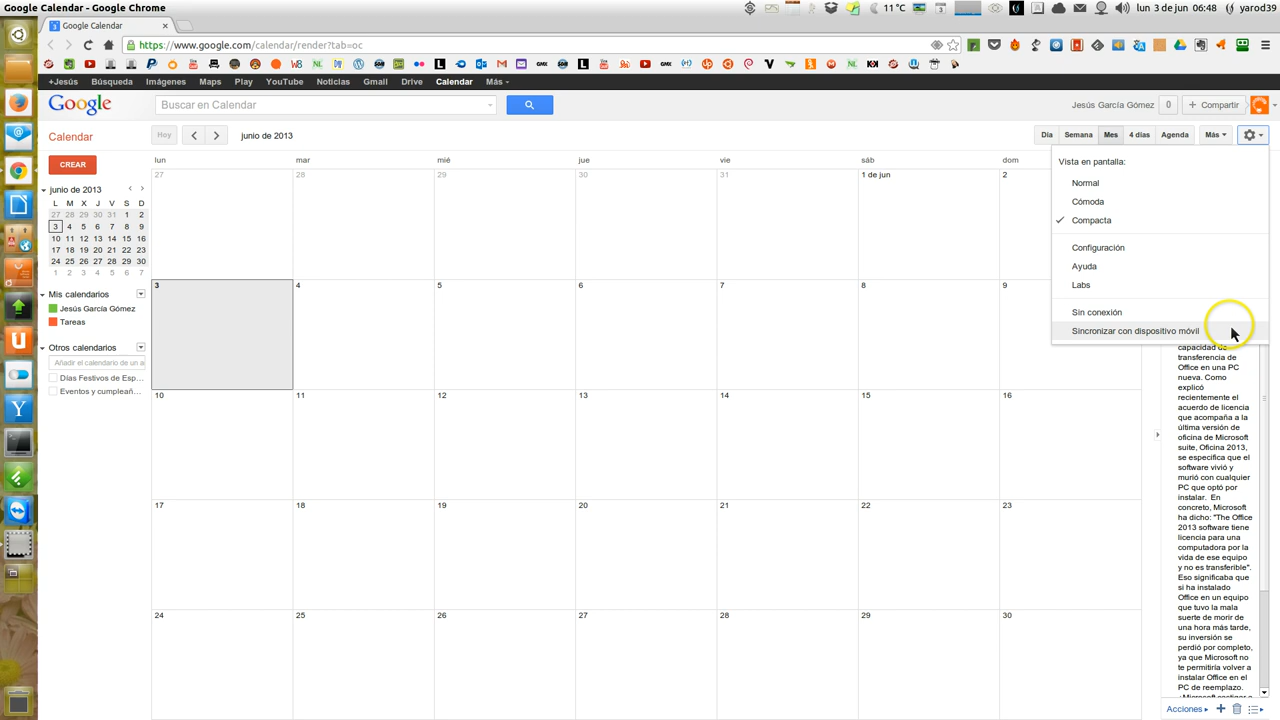 Google Calendar - Google Chrome
11 °C
lun 3 de jun 06:48
yarod39
Google Calendar
https://www.google.com/calendar/render?tab=oc
+Jesús Búsqueda Imágenes Maps Play YouTube Noticias Gmail Drive Calendar Más
Google
Buscar en Calendar
Jesús García Gómez 0 + Compartir
Calendar
Hoy
junio de 2013
Día Semana Mes 4 días Agenda Más
CREAR
junio de 2013
L M X J V S D
27 28 29 30 31 1 2
3 4 5 6 7 8 9
10 11 12 13 14 15 16
17 18 19 20 21 22 23
24 25 26 27 28 29 30
1 2 3 4 5 6 7
Mis calendarios
Jesús García Gómez
Tareas
Otros calendarios
Añadir el calendario de un a
Días Festivos de Esp...
Eventos y cumpleañ...
lun mar mié jue vie sáb dom
27 28 29 30 31 1 de jun 2
3 4 5 6 7 8 9
10 11 12 13 14 15 16
17 18 19 20 21 22 23
24 25 26 27 28 29 30
Vista en pantalla:
Normal
Cómoda
Compacta
Configuración
Ayuda
Labs
Sin conexión
Sincronizar con dispositivo móvil
capacidad de
transferencia de
Office en una PC
nueva. Como
explicó
recientemente el
acuerdo de licencia
que acompaña a la
última versión de
oficina de Microsoft
suite, Oficina 2013,
se especifica que el
software vivió y
murió con cualquier
PC que optó por
instalar. En
concreto, Microsoft
ha dicho: "The Office
2013 software tiene
licencia para una
computadora por la
vida de ese equipo
y no es transferible".
Eso significaba que
si ha instalado
Office en un equipo
que tuvo la mala
suerte de morir de
una hora más tarde,
su inversión se
perdió por completo,
ya que Microsoft no
te permitiría volver a
instalar Office en el
PC de reemplazo.
Acciones